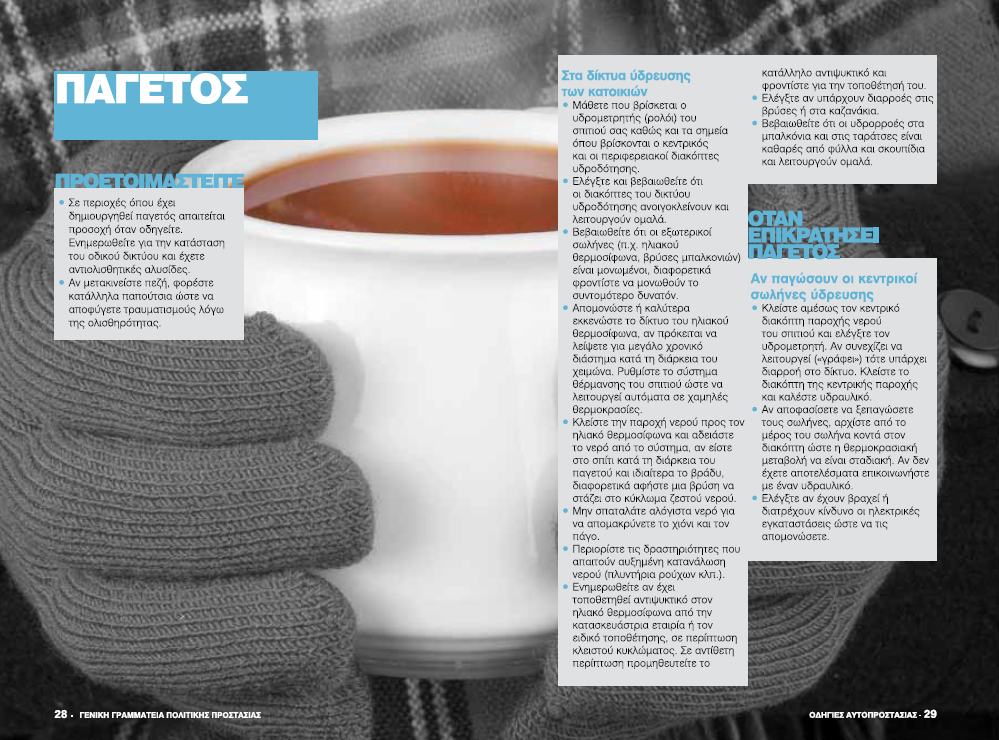 ΠΑΓΕΤΟΣ
ΠΡΟΕΤΟΙΜΑΣΤΕΙΤΕ
• Σε περιοχές όπου έχει
δημιουργηθεί παγετός απαιτείται
προσοχή όταν οδηγείτε.
Ενημερωθείτε για την κατάσταση
του οδικού δικτύου και έχετε
αντιολισθητικές αλυσίδες.
• Αν μετακινείστε πεζή, φορέστε
κατάλληλα παπούτσια ώστε να
αποφύγετε τραυματισμούς λόγω
της ολισθηρότητας.
Στα δίκτυα ύδρευσης
των κατοικιών
• Μάθετε που βρίσκεται ο
υδρομετρητής (ρολόι) του
σπιτιού σας καθώς και τα σημεία
όπου βρίσκονται ο κεντρικός
και οι περιφερειακοί διακόπτες
υδροδότησης.
• Ελέγξτε και βεβαιωθείτε ότι
οι διακόπτες του δικτύου
υδροδότησης ανοιγοκλείνουν και
λειτουργούν ομαλά.
• Βεβαιωθείτε ότι οι εξωτερικοί
σωλήνες (π.χ. ηλιακού
θερμοσίφωνα, βρύσες μπαλκονιών)
είναι μονωμένοι, διαφορετικά
φροντίστε να μονωθούν το
συντομότερο δυνατόν.
• Απομονώστε ή καλύτερα
εκκενώστε το δίκτυο του ηλιακού
θερμοσίφωνα, αν πρόκειται να
λείψετε για μεγάλο χρονικό
διάστημα κατά τη διάρκεια του
χειμώνα. Ρυθμίστε το σύστημα
θέρμανσης του σπιτιού ώστε να
λειτουργεί αυτόματα σε χαμηλές
θερμοκρασίες.
• Κλείστε την παροχή νερού προς τον
ηλιακό θερμοσίφωνα και αδειάστε
το νερό από το σύστημα, αν είστε
στο σπίτι κατά τη διάρκεια του
παγετού και ιδιαίτερα το βράδυ,
διαφορετικά αφήστε μια βρύση να
στάζει στο κύκλωμα ζεστού νερού.
• Μην σπαταλάτε αλόγιστα νερό για
να απομακρύνετε το χιόνι και τον
πάγο.
• Περιορίστε τις δραστηριότητες που
απαιτούν αυξημένη κατανάλωση
νερού (πλυντήρια ρούχων κλπ.).
• Ενημερωθείτε αν έχει
τοποθετηθεί αντιψυκτικό στον
ηλιακό θερμοσίφωνα από την
κατασκευάστρια εταιρία ή τον
ειδικό τοποθέτησης, σε περίπτωση
κλειστού κυκλώματος. Σε αντίθετη
περίπτωση προμηθευτείτε το
κατάλληλο αντιψυκτικό και
φροντίστε για την τοποθέτησή του.
• Ελέγξτε αν υπάρχουν διαρροές στις
βρύσες ή στα καζανάκια.
• Βεβαιωθείτε ότι οι υδρορροές στα
μπαλκόνια και στις ταράτσες είναι
καθαρές από φύλλα και σκουπίδια
και λειτουργούν ομαλά.
ΟΤΑΝ
ΕΠΙΚΡΑΤΗΣΕΙ
ΠΑΓΕΤΟΣ
Αν παγώσουν οι κεντρικοί
σωλήνες ύδρευσης
• Κλείστε αμέσως τον κεντρικό
διακόπτη παροχής νερού
του σπιτιού και ελέγξτε τον
υδρομετρητή. Αν συνεχίζει να
λειτουργεί («γράφει») τότε υπάρχει
διαρροή στο δίκτυο. Κλείστε το
διακόπτη της κεντρικής παροχής
και καλέστε υδραυλικό.
• Αν αποφασίσετε να ξεπαγώσετε
τους σωλήνες, αρχίστε από το
μέρος του σωλήνα κοντά στον
διακόπτη ώστε η θερμοκρασιακή
μεταβολή να είναι σταδιακή. Αν δεν
έχετε αποτελέσματα επικοινωνήστε
με έναν υδραυλικό.
• Ελέγξτε αν έχουν βραχεί ή
διατρέχουν κίνδυνο οι ηλεκτρικές
εγκαταστάσεις ώστε να τις
απομονώσετε.
28 · ΓΕΝΙΚΗ ΓΡΑΜΜΑΤΕΙΑ ΠΟΛΙΤΙΚΗΣ ΠΡΟΣΤΑΣΙΑΣ
ΟΔΗΓΙΕΣ ΑΥΤΟΠΡΟΣΤΑΣΙΑΣ · 29